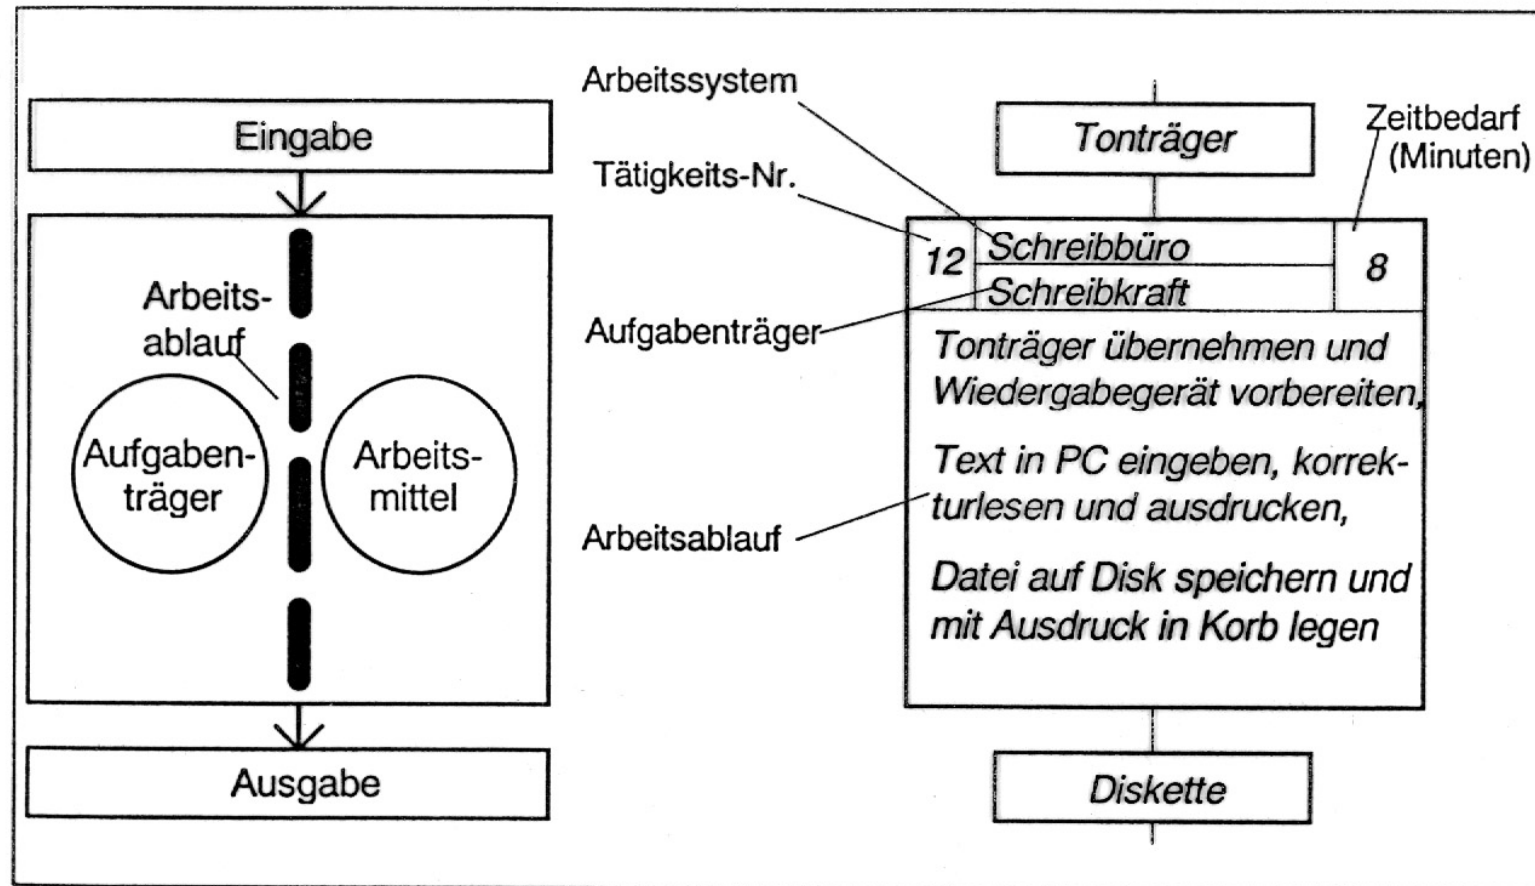 Eingabe
Arbeits-
ablauf
Aufgaben-
träger
Arbeits-
mittel
Ausgabe
Arbeitssystem
Tätigkeits-Nr.
Aufgabenträger
Arbeitsablauf
Tonträger
Zeitbedarf
(Minuten)
12
Schreibbüro
Schreibkraft
8
Tonträger übernehmen und
Wiedergabegerät vorbereiten,
Text in PC eingeben, korrek-
turlesen und ausdrucken,
Datei auf Disk speichern und
mit Ausdruck in Korb legen
Diskette